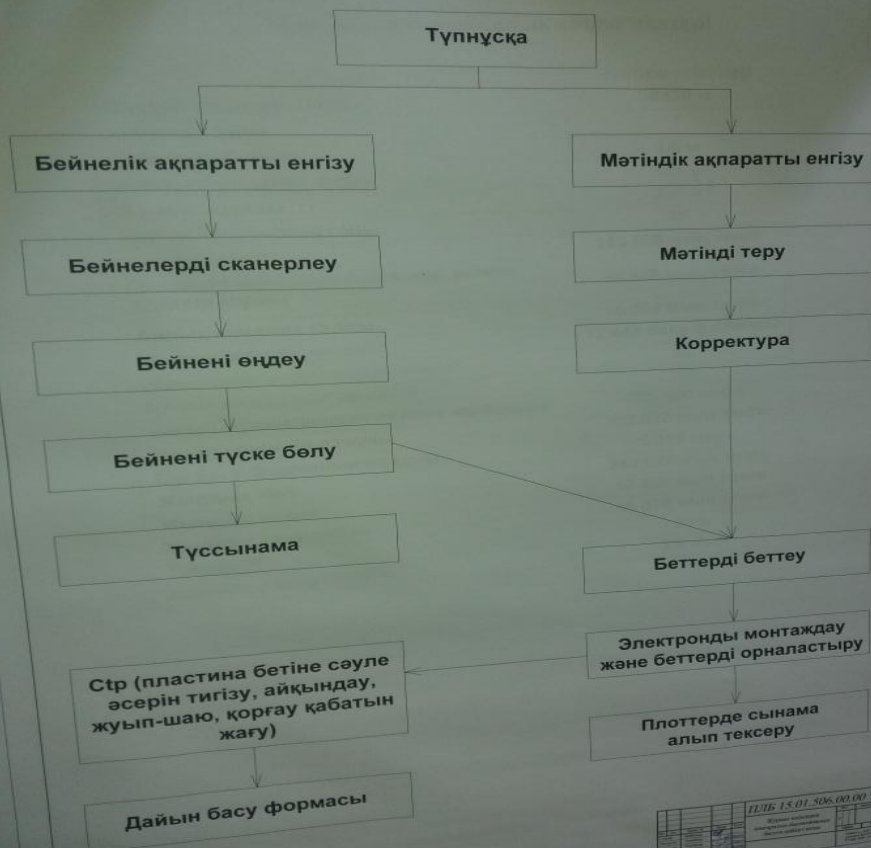 Түпнұсқа
Бейнелік ақпаратты енгізу
Мәтіндік ақпаратты енгізу
Бейнелерді сканерлеу
Мәтінді теру
Бейнені өңдеу
Корректура
Бейнені түске бөлу
Түссынама
Беттерді беттеу
Электронды монтаждау
және беттерді орналастыру
Ctp (пластина бетіне сәуле
әсерін тигізу, айқындау,
жуып-шаю, қорғау қабатын
жағу)
Плоттерде сынама
алып тексеру
Дайын басу формасы
ПЛБ 15.01.506.00.00